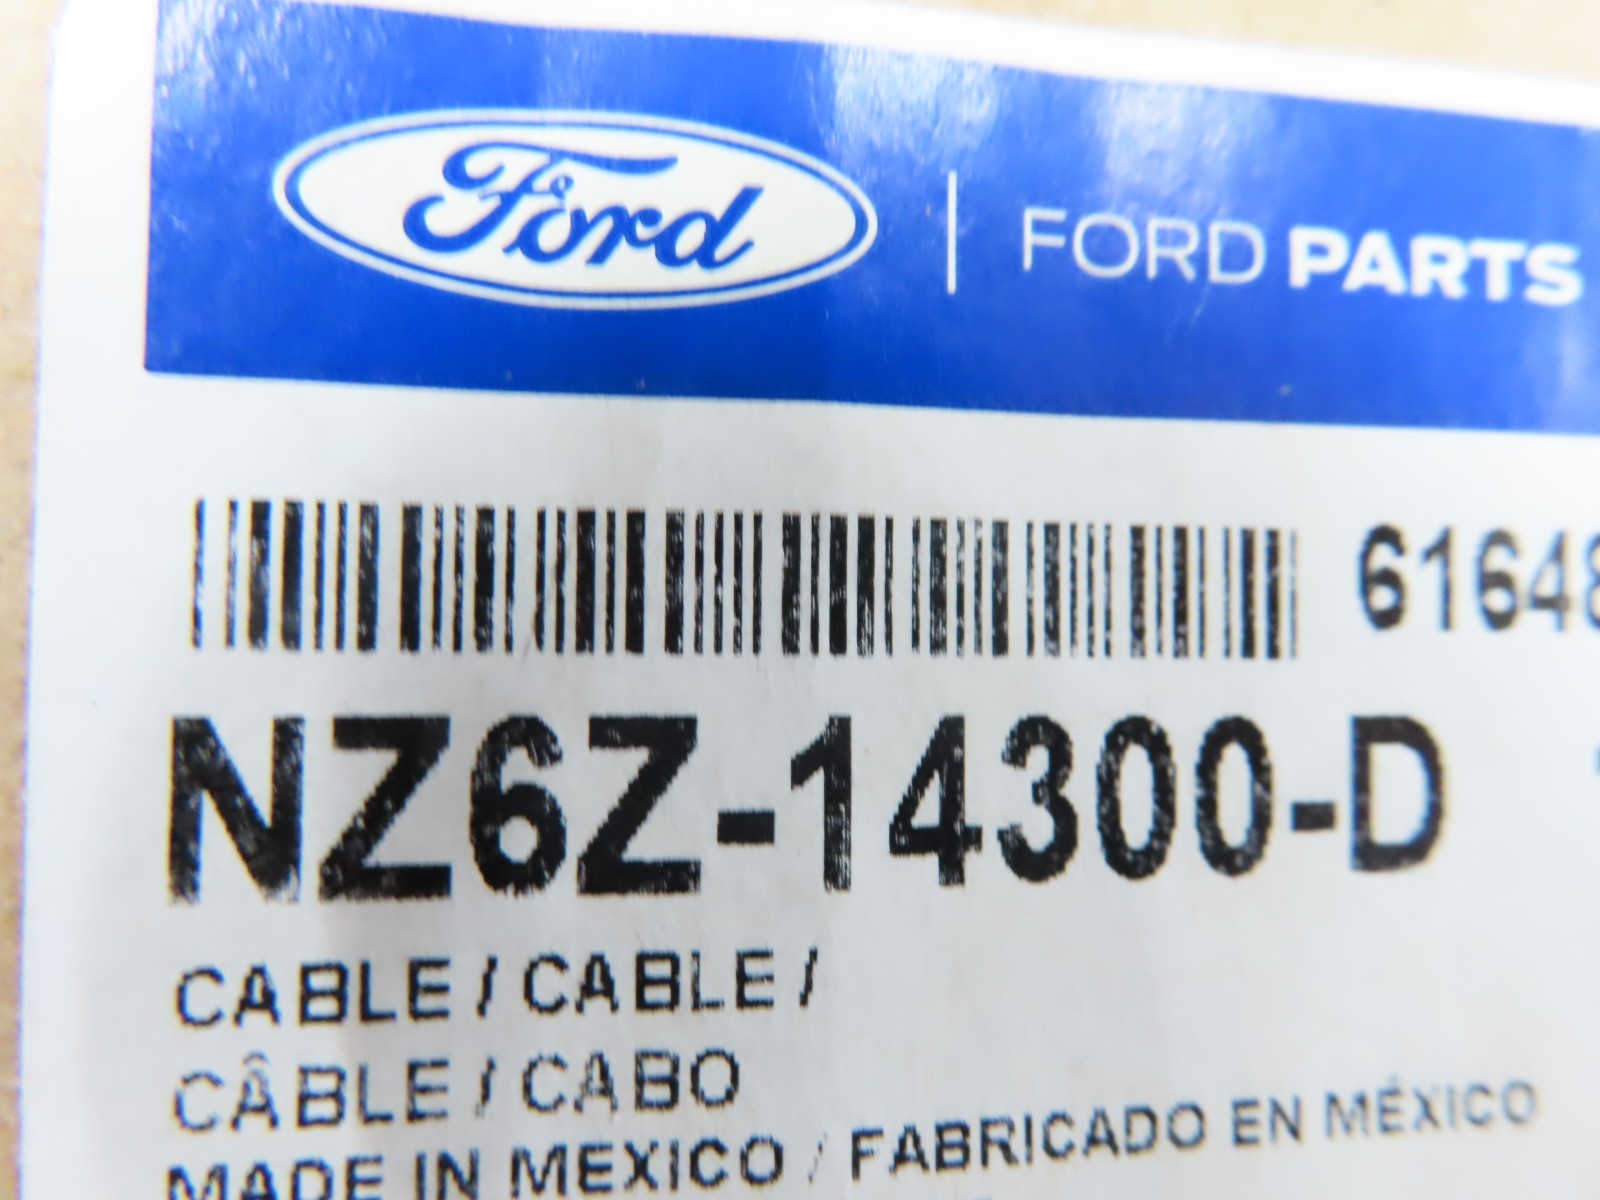 Ford | FORD PARTS
61648
NZ6Z-14300-D
CABLE / CABLE /
CÂBLE / CABO
MADE IN MEXICO / FABRICADO EN MÉXICO